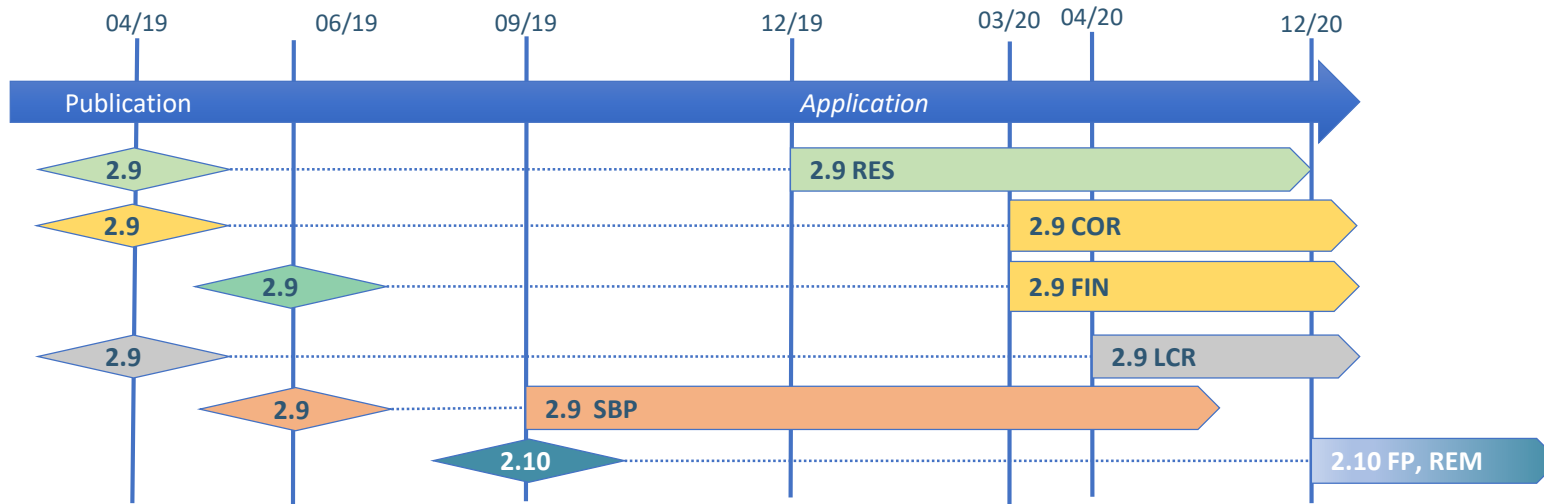 04/19 06/19 09/19 12/19 03/20 04/20 12/20
Publication Application
2.9 2.9 RES
2.9 2.9 COR
2.9 2.9 FIN
2.9 2.9 LCR
2.9 2.9 SBP
2.10 2.10 FP, REM